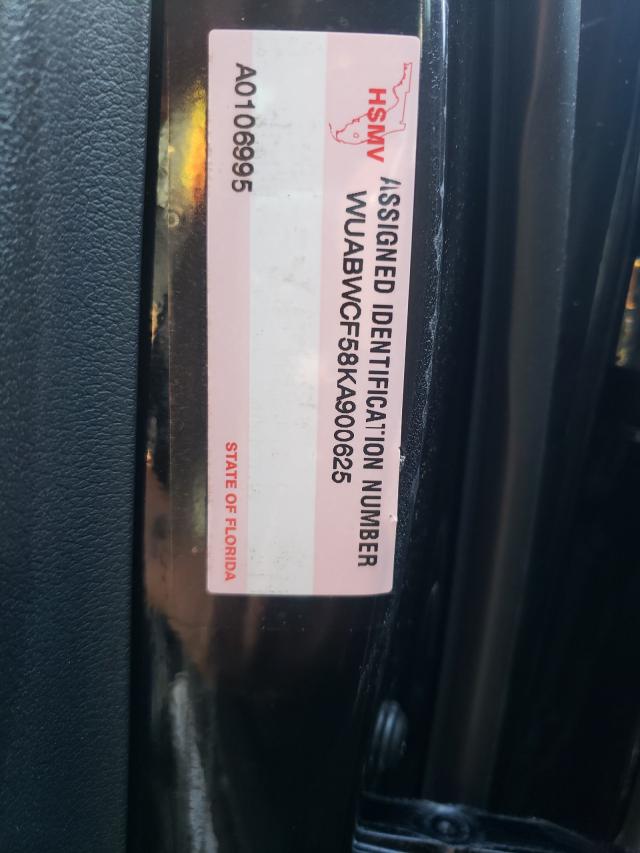 HSMV
ASSIGNED IDENTIFICATION NUMBER
WUABWCF58KA900625
A0106995
STATE OF FLORIDA